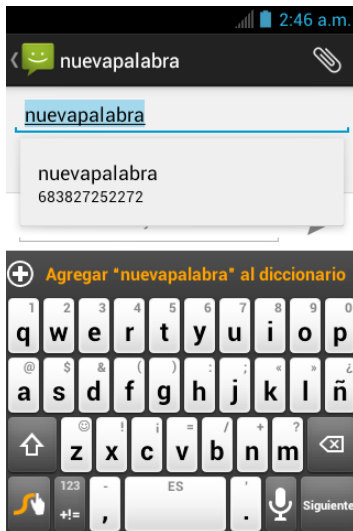 2:46 a.m.
nuevapalabra
nuevapalabra
nuevapalabra
683827252272
Agregar "nuevapalabra" al diccionario
1 2 3 4 5 6 7 8 9 0
q w e r t y u i o p
@ $ & ( ) : ; « » ¿
a s d f g h j k l ñ
! ¡ = / + ?
z x c v b n m
123 - ES '
+!= , . Siguiente